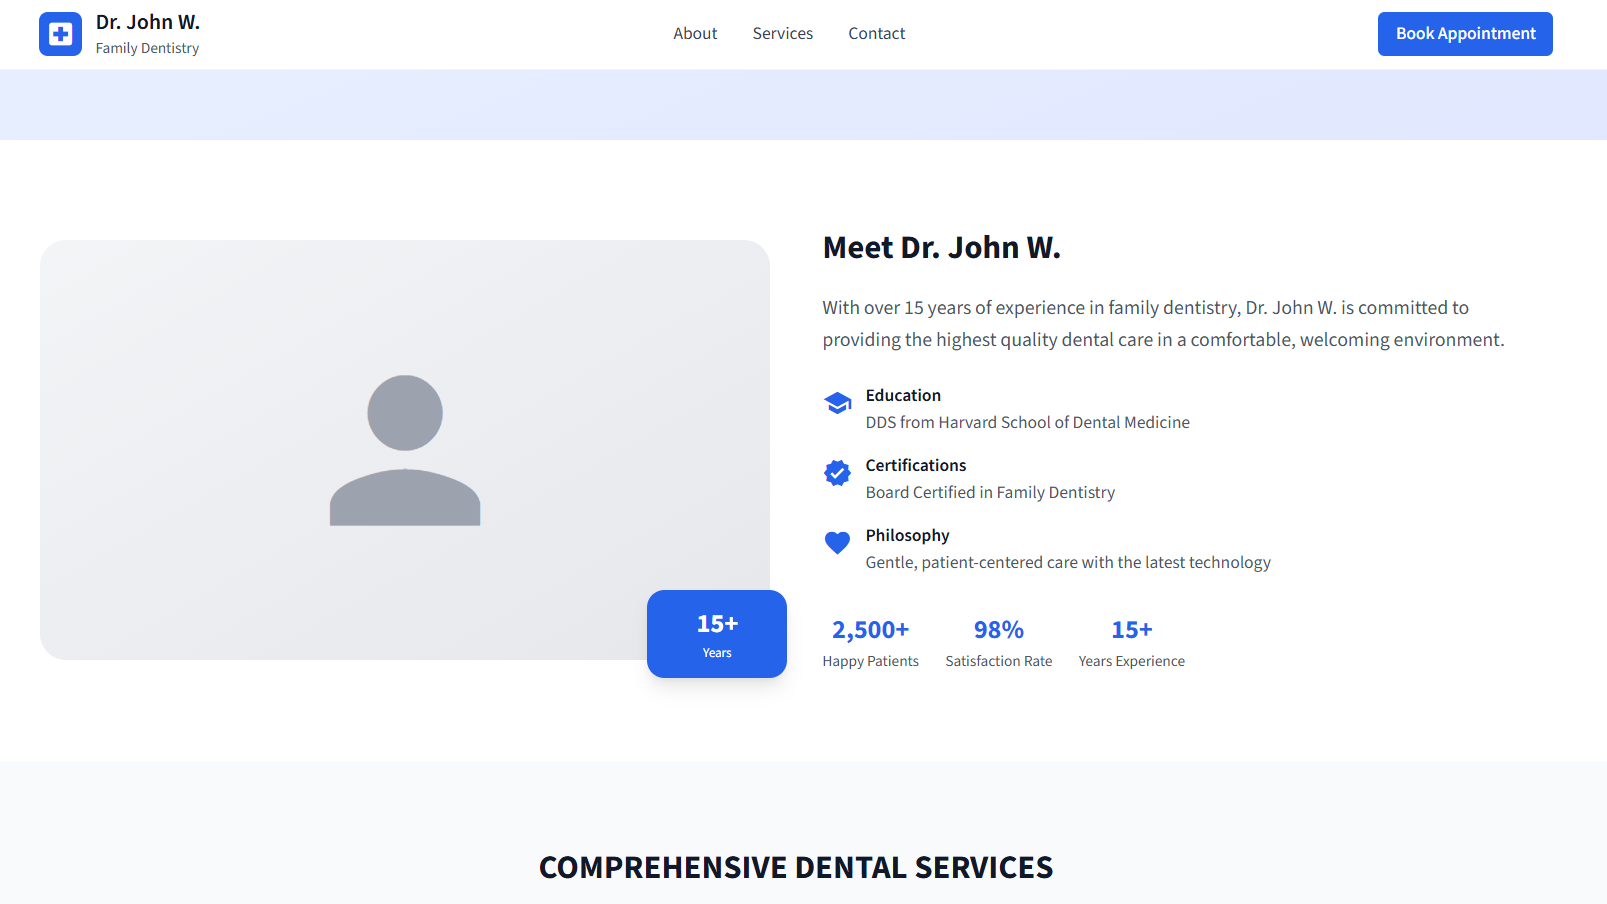 Dr. John W.
Family Dentistry
About
Services
Contact
Book Appointment
Meet Dr. John W.
With over 15 years of experience in family dentistry, Dr. John W. is committed to
providing the highest quality dental care in a comfortable, welcoming environment.
Education
DDS from Harvard School of Dental Medicine
Certifications
Board Certified in Family Dentistry
Philosophy
Gentle, patient-centered care with the latest technology
15+
Years
2,500+
Happy Patients
98%
Satisfaction Rate
15+
Years Experience
COMPREHENSIVE DENTAL SERVICES